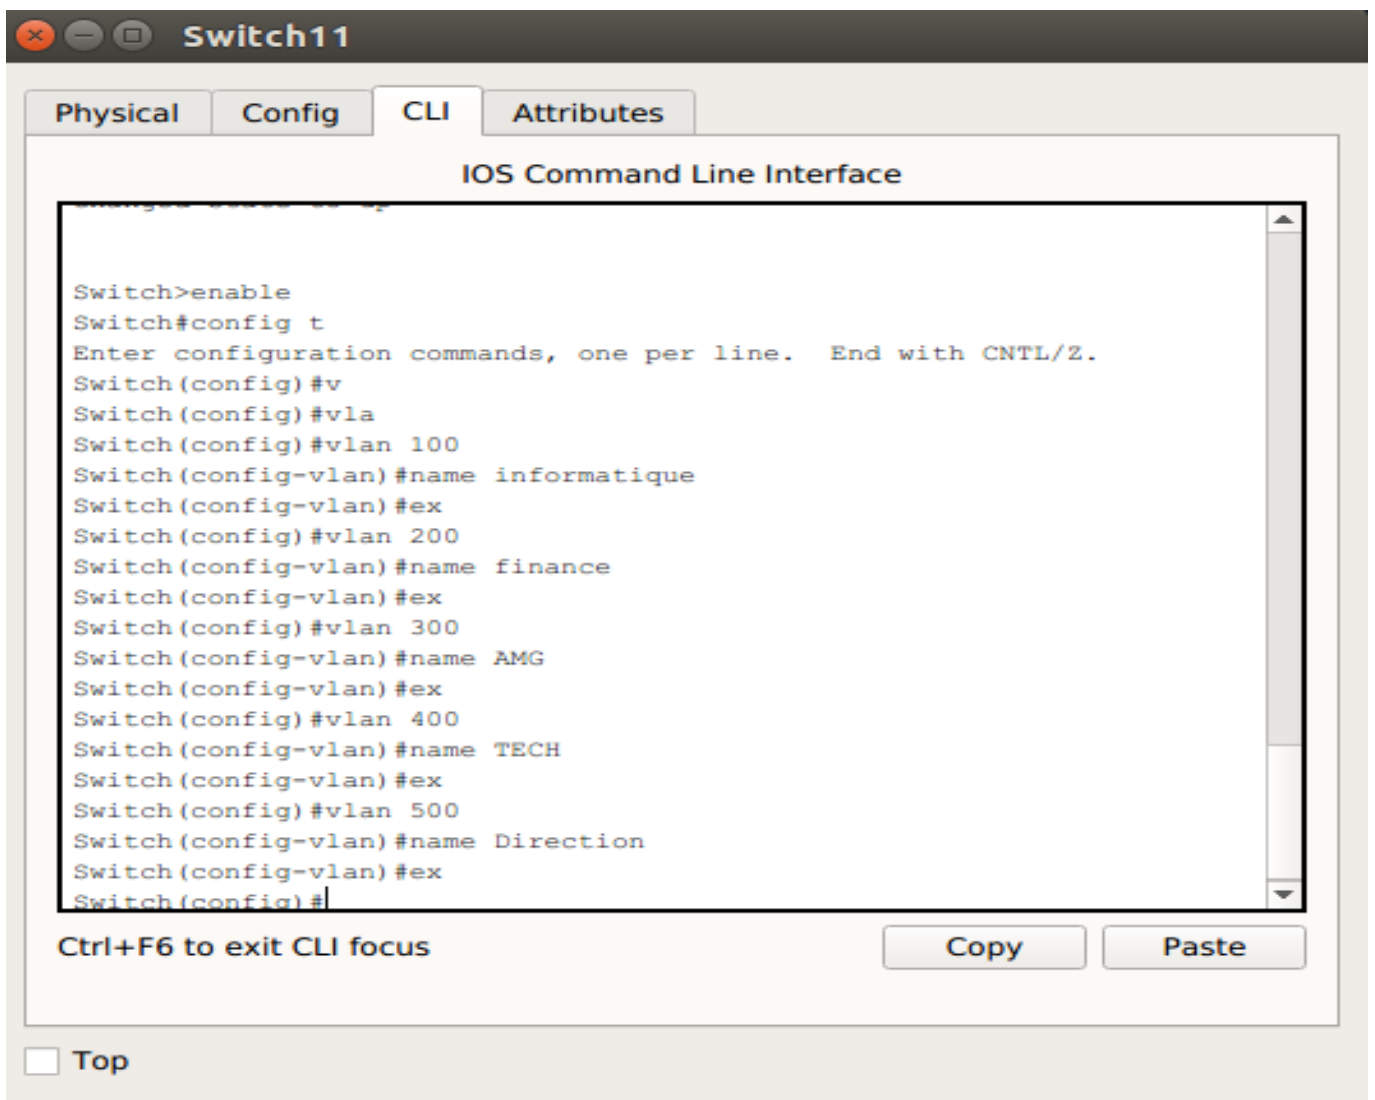 Switch11
Physical Config CLI Attributes
IOS Command Line Interface
Switch>enable
Switch#config t
Enter configuration commands, one per line.  End with CNTL/Z.
Switch(config)#v
Switch(config)#vla
Switch(config)#vlan 100
Switch(config-vlan)#name informatique
Switch(config-vlan)#ex
Switch(config)#vlan 200
Switch(config-vlan)#name finance
Switch(config-vlan)#ex
Switch(config)#vlan 300
Switch(config-vlan)#name AMG
Switch(config-vlan)#ex
Switch(config)#vlan 400
Switch(config-vlan)#name TECH
Switch(config-vlan)#ex
Switch(config)#vlan 500
Switch(config-vlan)#name Direction
Switch(config-vlan)#ex
Switch(config)#
Ctrl+F6 to exit CLI focus
Copy Paste
Top